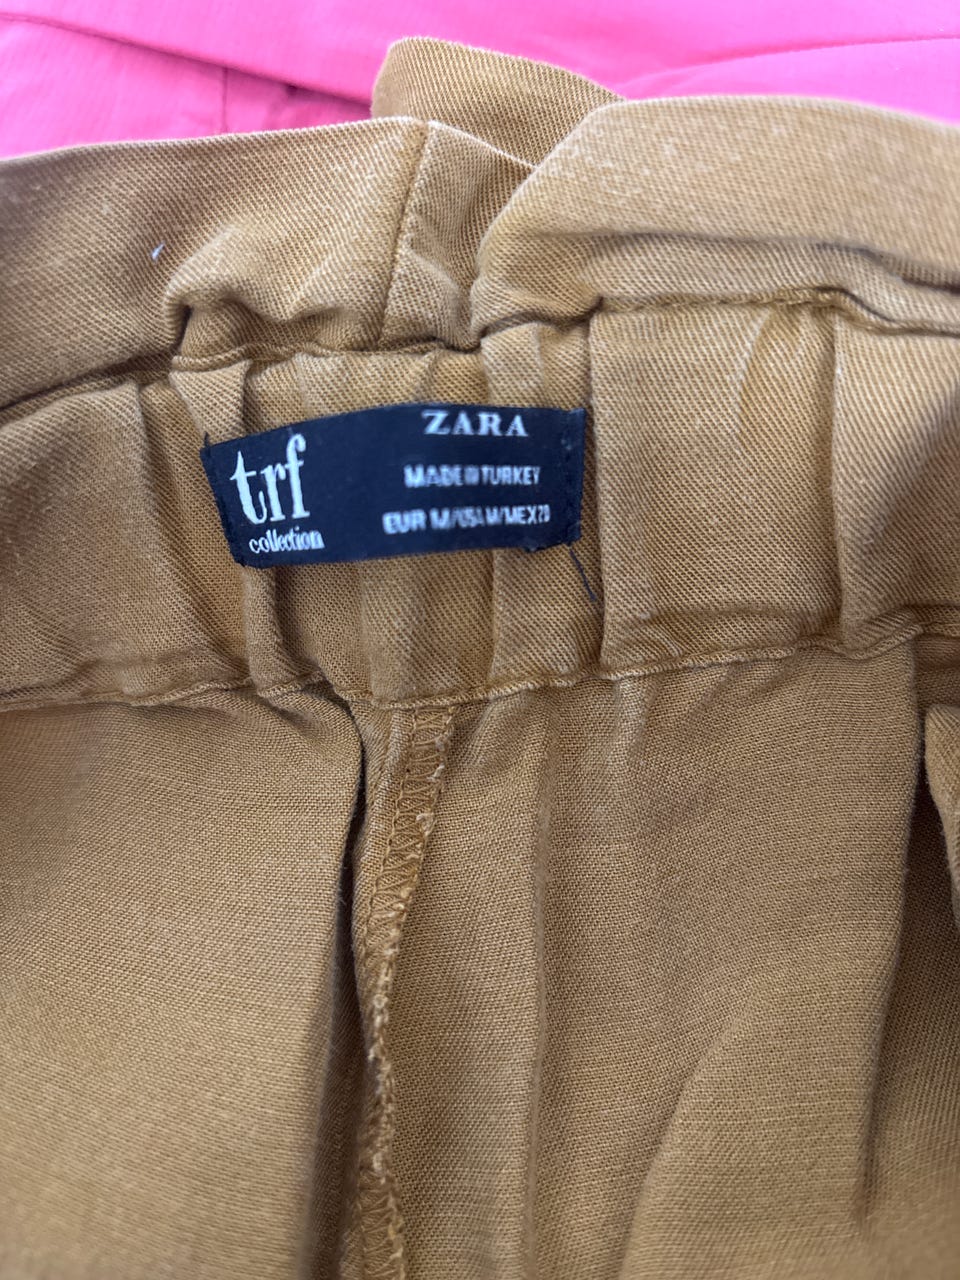 ZARA
trf
collection
MADE IN TURKEY
EUR M/USA M/MEX 28